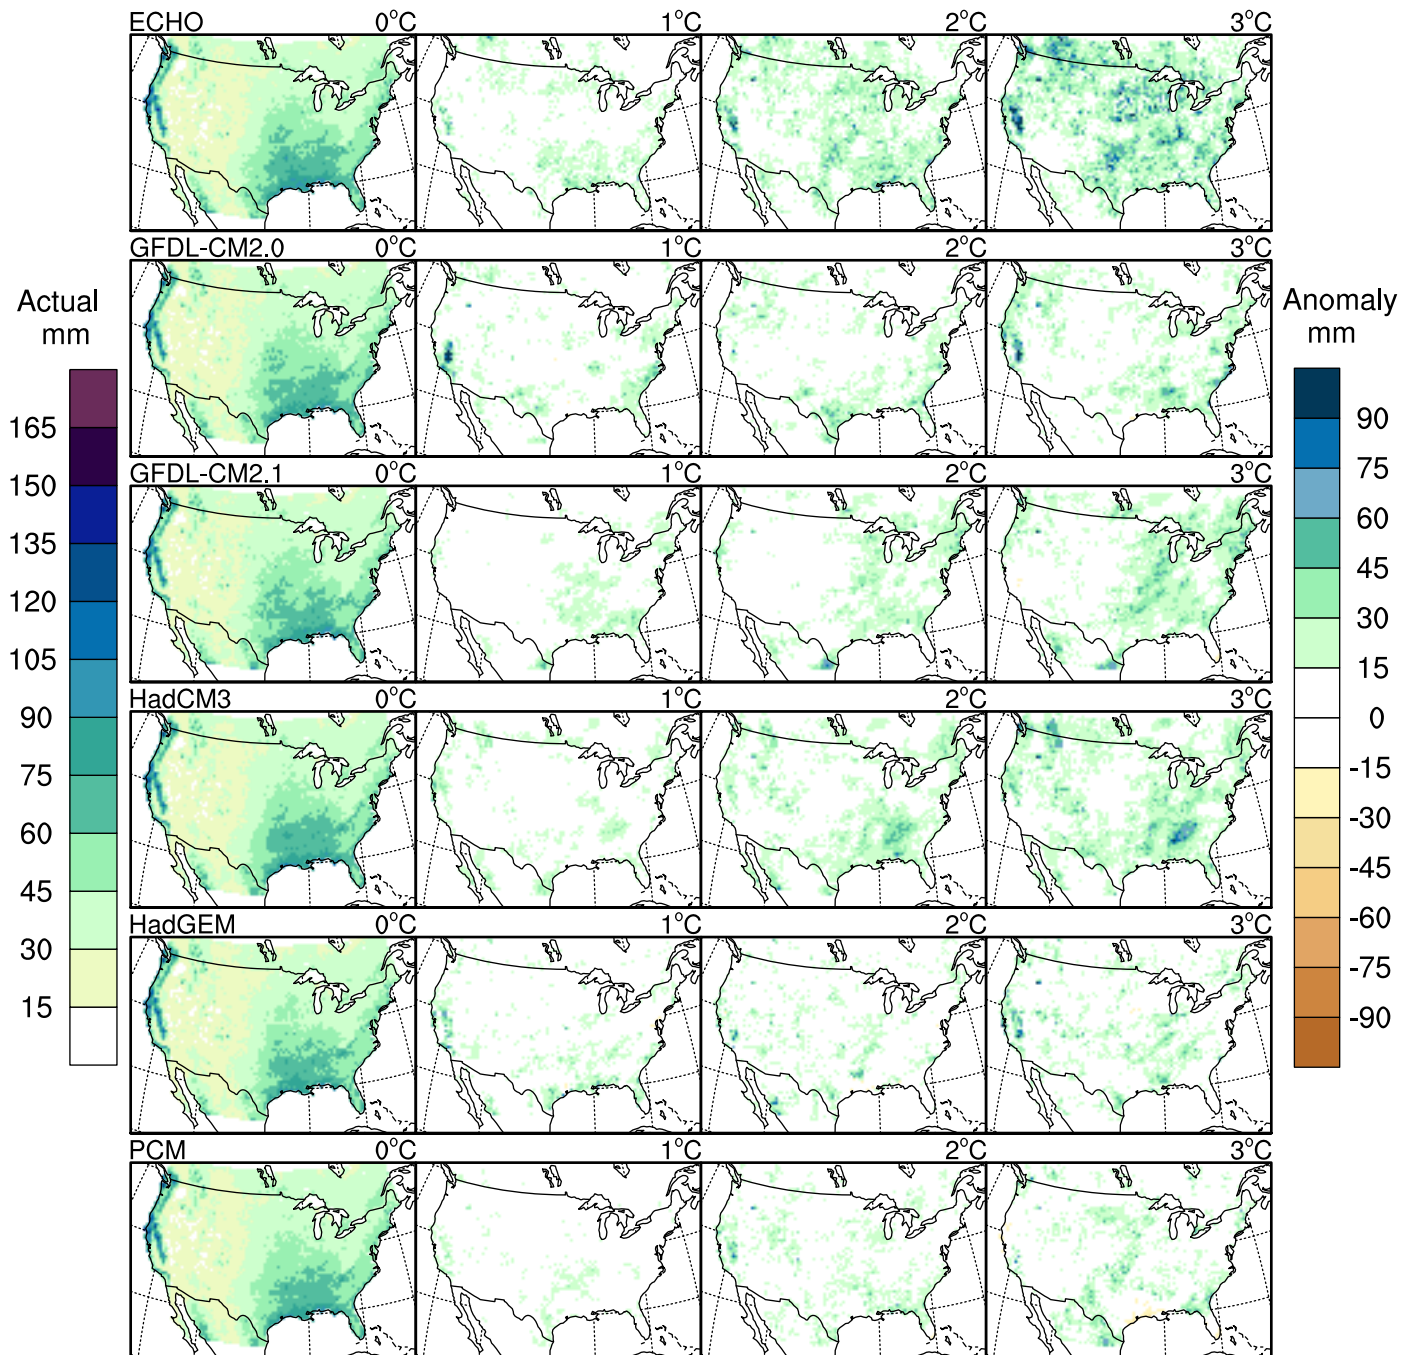 ECHO 0°C 1°C 2°C 3°C
GFDL-CM2.0 0°C 1°C 2°C 3°C
GFDL-CM2.1 0°C 1°C 2°C 3°C
HadCM3 0°C 1°C 2°C 3°C
HadGEM 0°C 1°C 2°C 3°C
PCM 0°C 1°C 2°C 3°C
Actual
mm
165
150
135
120
105
90
75
60
45
30
15
Anomaly
mm
90
75
60
45
30
15
0
-15
-30
-45
-60
-75
-90